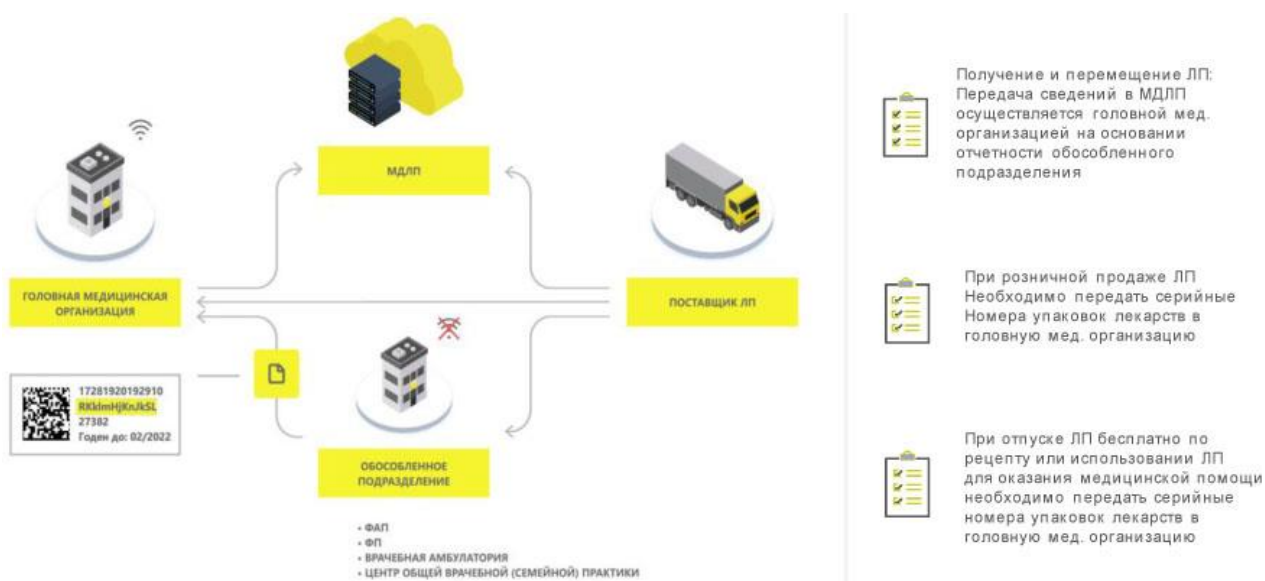 МДЛП
ГОЛОВНАЯ МЕДИЦИНСКАЯ
ОРГАНИЗАЦИЯ
ПОСТАВЩИК ЛП
17281920192910
RKklmHjKnJkSL
27382
Годен до: 02/2022
ОБОСОБЛЕННОЕ
ПОДРАЗДЕЛЕНИЕ
• ФАП
• ФП
• ВРАЧЕБНАЯ АМБУЛАТОРИЯ
• ЦЕНТР ОБЩЕЙ ВРАЧЕБНОЙ (СЕМЕЙНОЙ) ПРАКТИКИ
Получение и перемещение ЛП:
Передача сведений в МДЛП
осуществляется головной мед.
организацией на основании
отчетности обособленного
подразделения
При розничной продаже ЛП
Необходимо передать серийные
Номера упаковок лекарств в
головную мед. организацию
При отпуске ЛП бесплатно по
рецепту или использовании ЛП
для оказания медицинской помощи
необходимо передать серийные
номера упаковок лекарств в
головную мед. организацию